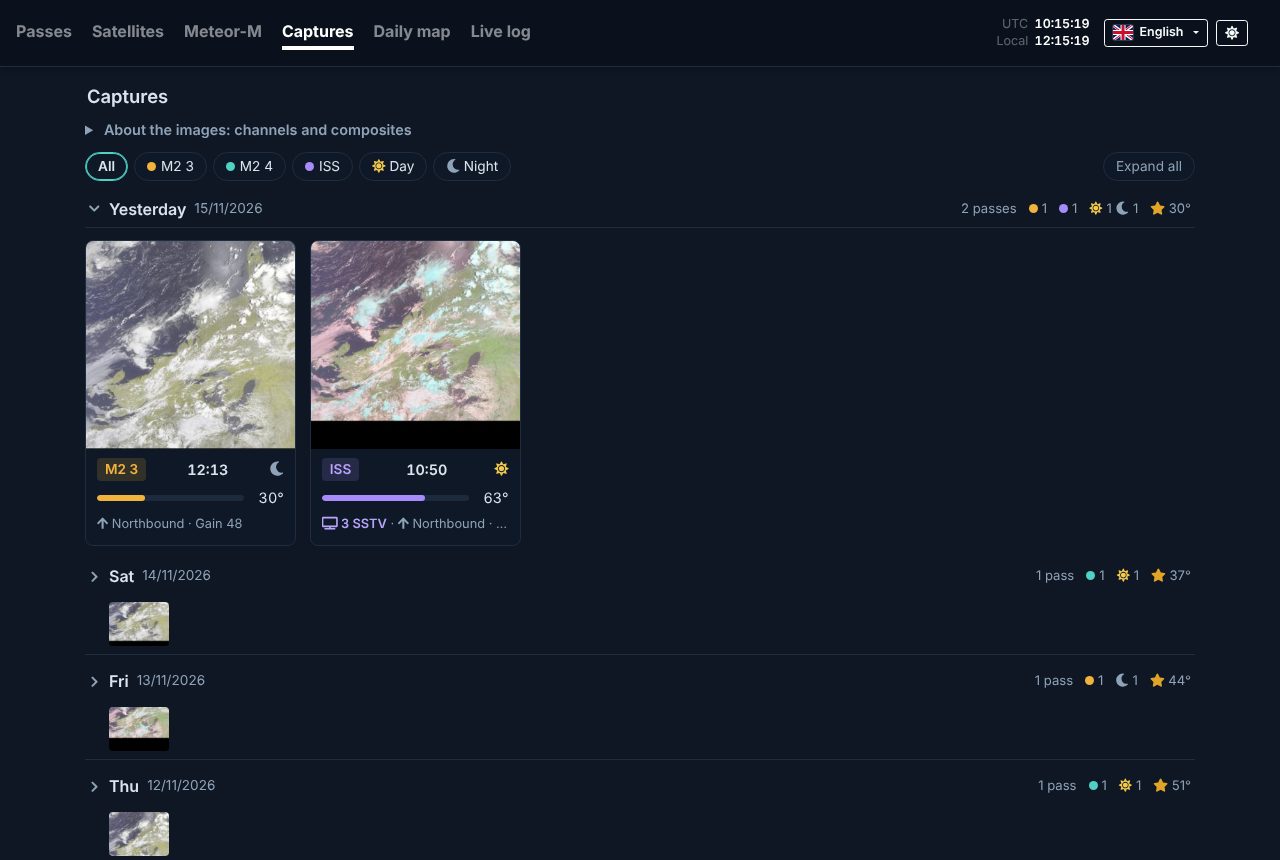 Passes Satellites Meteor-M Captures Daily map Live log
UTC 10:15:19
Local 12:15:19
English
Captures
About the images: channels and composites
All M2 3 M2 4 ISS Day Night Expand all
Yesterday 15/11/2026 2 passes 1 1 1 1 30°
M2 3 12:13
30°
Northbound · Gain 48
ISS 10:50
63°
3 SSTV · Northbound · ...
Sat 14/11/2026 1 pass 1 1 37°
Fri 13/11/2026 1 pass 1 1 44°
Thu 12/11/2026 1 pass 1 1 51°